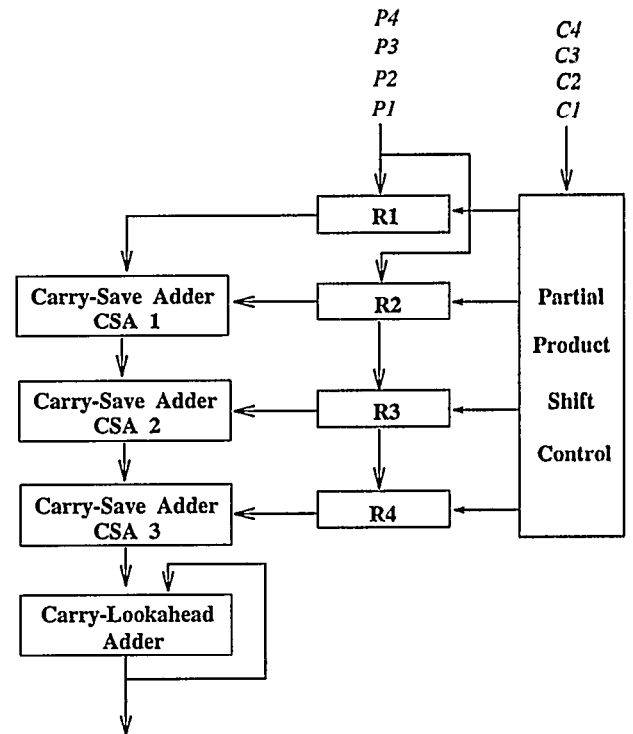 P4
P3
P2
P1
C4
C3
C2
C1
R1
Carry-Save Adder
CSA 1
R2
Partial
Product
Shift
Control
Carry-Save Adder
CSA 2
R3
Carry-Save Adder
CSA 3
R4
Carry-Lookahead
Adder